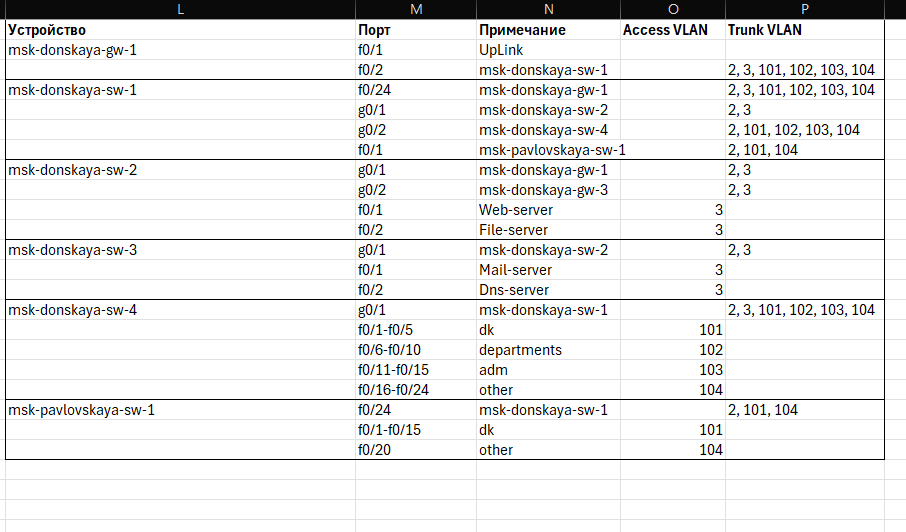 L M N O P
Устройство Порт Примечание Access VLAN Trunk VLAN
msk-donskaya-gw-1 f0/1 UpLink
f0/2 msk-donskaya-sw-1 2, 3, 101, 102, 103, 104
msk-donskaya-sw-1 f0/24 msk-donskaya-gw-1 2, 3, 101, 102, 103, 104
g0/1 msk-donskaya-sw-2 2, 3
g0/2 msk-donskaya-sw-4 2, 101, 102, 103, 104
f0/1 msk-pavlovskaya-sw-1 2, 101, 104
msk-donskaya-sw-2 g0/1 msk-donskaya-gw-1 2, 3
g0/2 msk-donskaya-gw-3 2, 3
f0/1 Web-server 3
f0/2 File-server 3
msk-donskaya-sw-3 g0/1 msk-donskaya-sw-2 2, 3
f0/1 Mail-server 3
f0/2 Dns-server 3
msk-donskaya-sw-4 g0/1 msk-donskaya-sw-1 2, 3, 101, 102, 103, 104
f0/1-f0/5 dk 101
f0/6-f0/10 departments 102
f0/11-f0/15 adm 103
f0/16-f0/24 other 104
msk-pavlovskaya-sw-1 f0/24 msk-donskaya-sw-1 2, 101, 104
f0/1-f0/15 dk 101
f0/20 other 104